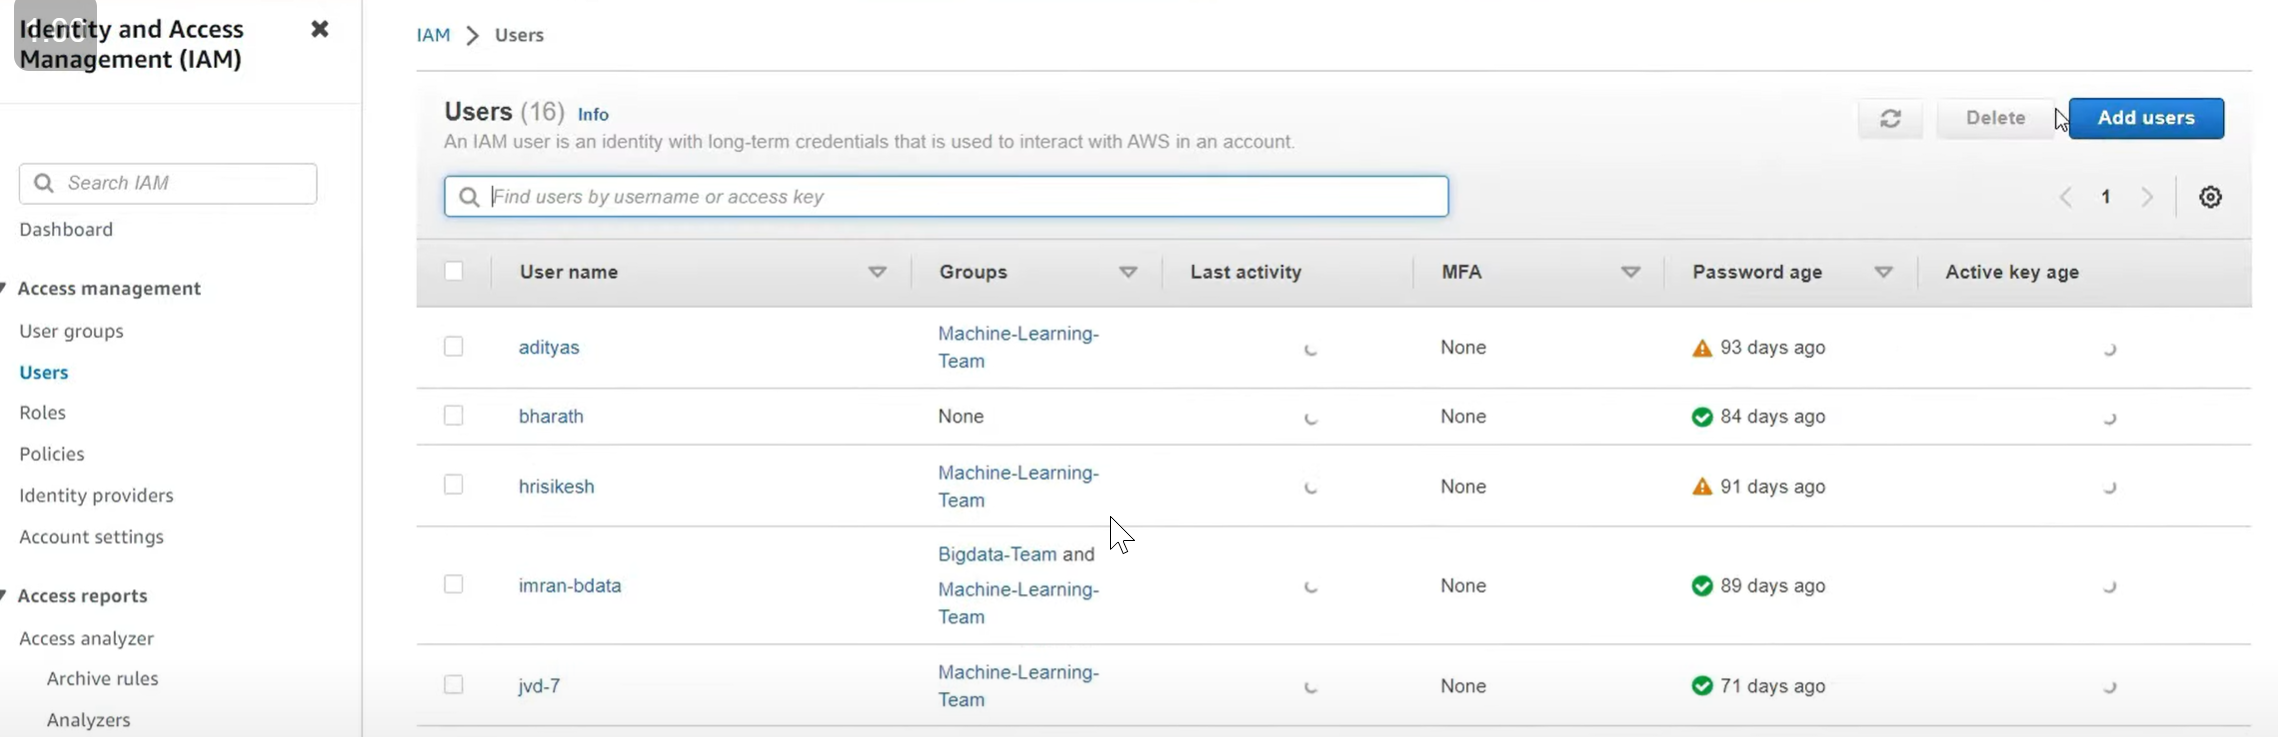 Identity and Access
Management (IAM)
Search IAM
Dashboard
Access management
User groups
Users
Roles
Policies
Identity providers
Account settings
Access reports
Access analyzer
Archive rules
Analyzers
IAM > Users
Users (16) Info
An IAM user is an identity with long-term credentials that is used to interact with AWS in an account.
Delete
Add users
Find users by username or access key
1
User name Groups Last activity MFA Password age Active key age
adityas Machine-Learning- None 93 days ago
Team
bharath None None 84 days ago
hrisikesh Machine-Learning- None 91 days ago
Team
Bigdata-Team and
imran-bdata Machine-Learning- None 89 days ago
Team
jvd-7 Machine-Learning- None 71 days ago
Team